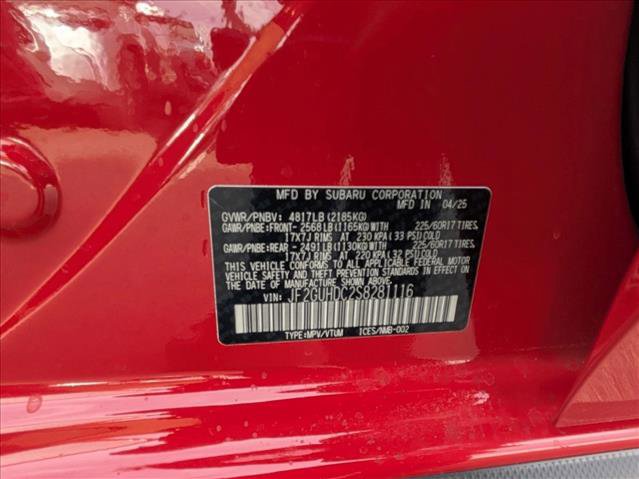 MFD BY SUBARU CORPORATION
MFD IN 04/25
GVWR/PNBV: 4817LB (2185KG)
GAWR/PNBE:FRONT- 2568LB(1165KG)WITH 225/60R17 TIRES,
17X7J RIMS AT 230 KPA(33 PSI)COLD
GAWR/PNBE:REAR - 2491LB(1130KG)WITH 225/60R17 TIRES,
17X7J RIMS AT 220 KPA(32 PSI)COLD
THIS VEHICLE CONFORMS TO ALL APPLICABLE FEDERAL MOTOR
VEHICLE SAFETY AND THEFT PREVENTION STANDARDS IN
EFFECT ON THE DATE OF MANUFACTURE SHOWN ABOVE.
VIN: JF2GUHDC2S8281116
TYPE:MPV/VTUM ICES/NMB-002